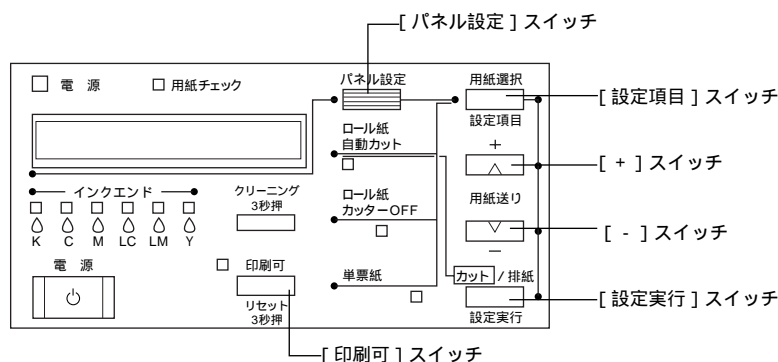 [ パネル設定 ] スイッチ
電 源
用紙チェック
パネル設定
用紙選択
設定項目
[ 設定項目 ] スイッチ
ロール紙
自動カット
+
[ + ] スイッチ
インクエンド
K C M LC LM Y
クリーニング
3秒押
ロール紙
カッターOFF
用紙送り
−
[ - ] スイッチ
電 源
印刷可
リセット
3秒押
単票紙
カット / 排紙
設定実行
[ 設定実行 ] スイッチ
[ 印刷可 ] スイッチ